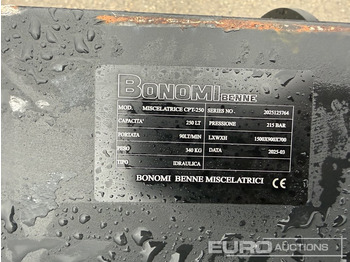 BONOMI BENNE
MOD. MISCELATRICE CPT-250 SERIES NO. 2025125764
CAPACITA' 250 LT PRESSIONE 215 BAR
PORTATA 90LT/MIN LXWXH 1500X900X700
PESO 340 KG DATA 2025-03
TIPO IDRAULICA
BONOMI BENNE MISCELATRICI CE
EURO AUCTIONS